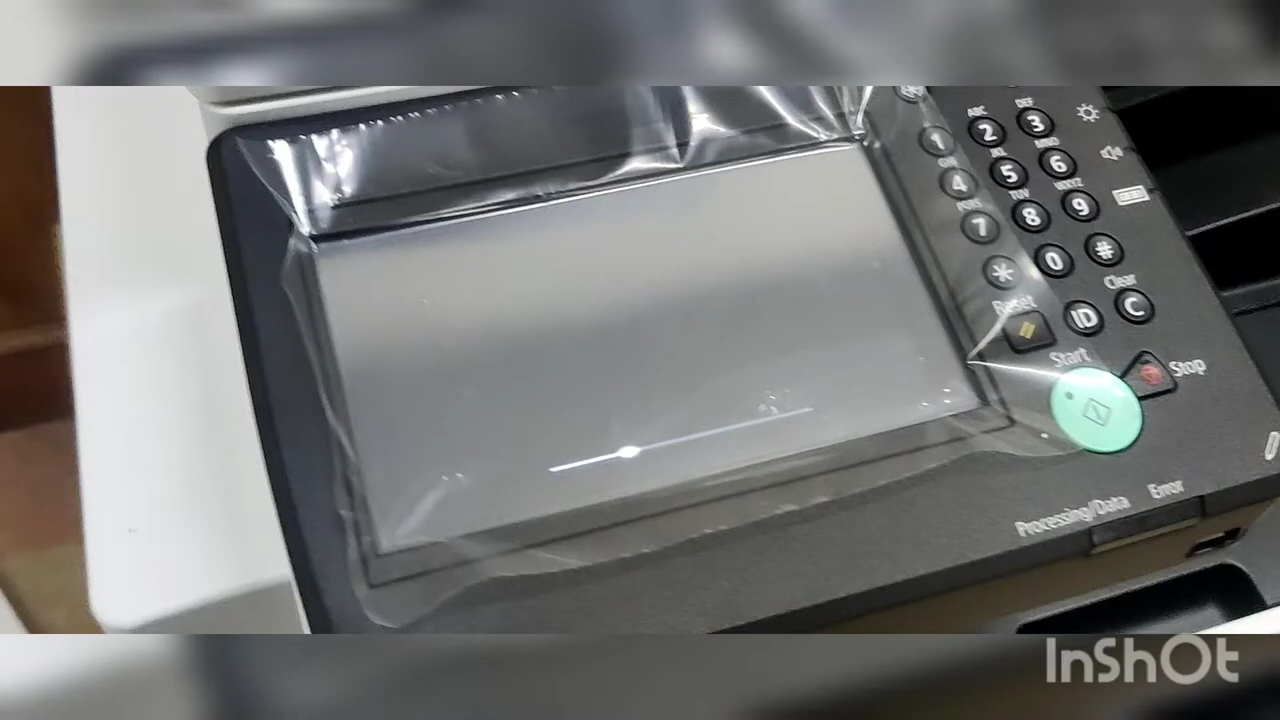 ABC
DEF
1
2
3
GHI
JKL
MNO
4
5
6
PQRS
TUV
WXYZ
7
8
9
*
0
#
Clear
Reset
ID
C
Start
Stop
Processing/Data
Error
InShOt